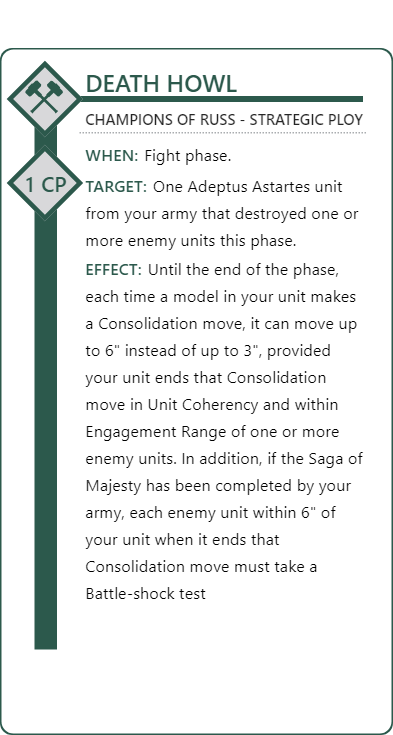 DEATH HOWL
CHAMPIONS OF RUSS - STRATEGIC PLOY
WHEN: Fight phase.
1 CP
TARGET: One Adeptus Astartes unit
from your army that destroyed one or
more enemy units this phase.
EFFECT: Until the end of the phase,
each time a model in your unit makes
a Consolidation move, it can move up
to 6" instead of up to 3", provided
your unit ends that Consolidation
move in Unit Coherency and within
Engagement Range of one or more
enemy units. In addition, if the Saga of
Majesty has been completed by your
army, each enemy unit within 6" of
your unit when it ends that
Consolidation move must take a
Battle-shock test